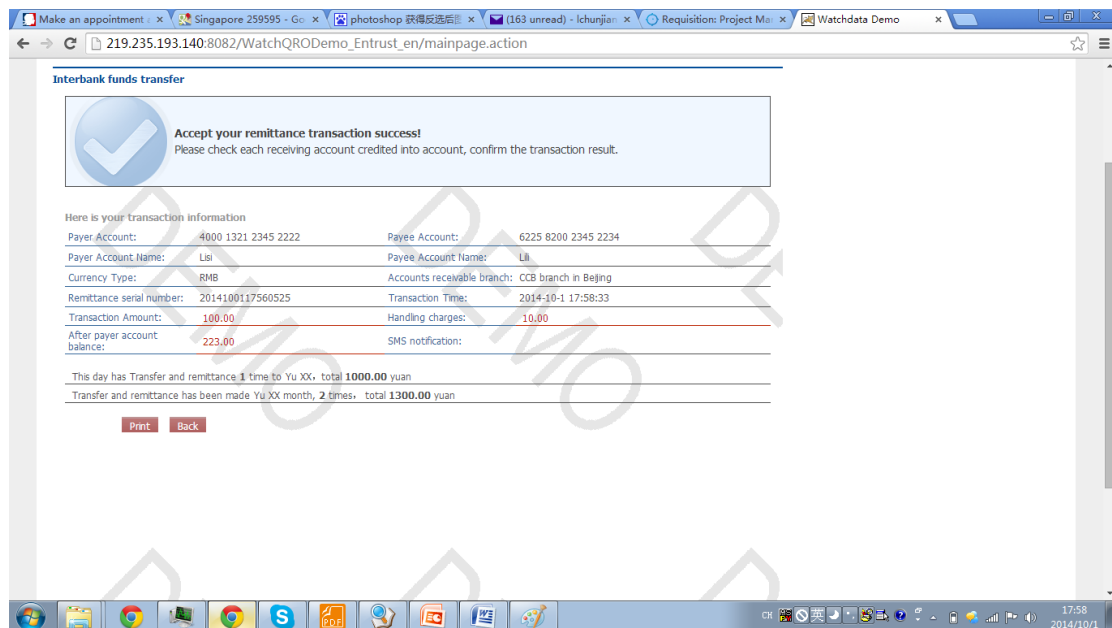 Make an appointment a
Singapore 259595 - Go
photoshop 获得反选后
(163 unread) - lchunjian
Requisition: Project Mar
Watchdata Demo
219.235.193.140:8082/WatchQRODemo_Entrust_en/mainpage.action
Interbank funds transfer
Accept your remittance transaction success!
Please check each receiving account credited into account, confirm the transaction result.
Here is your transaction information
Payer Account: 4000 1321 2345 2222 Payee Account: 6225 8200 2345 2234
Payer Account Name: Lisi Payee Account Name: Lili
Currency Type: RMB Accounts receivable branch: CCB branch in Beijing
Remittance serial number: 2014100117560525 Transaction Time: 2014-10-1 17:58:33
Transaction Amount: 100.00 Handling charges: 10.00
After payer account
balance: 223.00 SMS notification:
This day has Transfer and remittance 1 time to Yu XX，total 1000.00 yuan
Transfer and remittance has been made Yu XX month, 2 times， total 1300.00 yuan
Print Back
DEMO
DEMO
DE
CH 英
17:58
2014/10/1